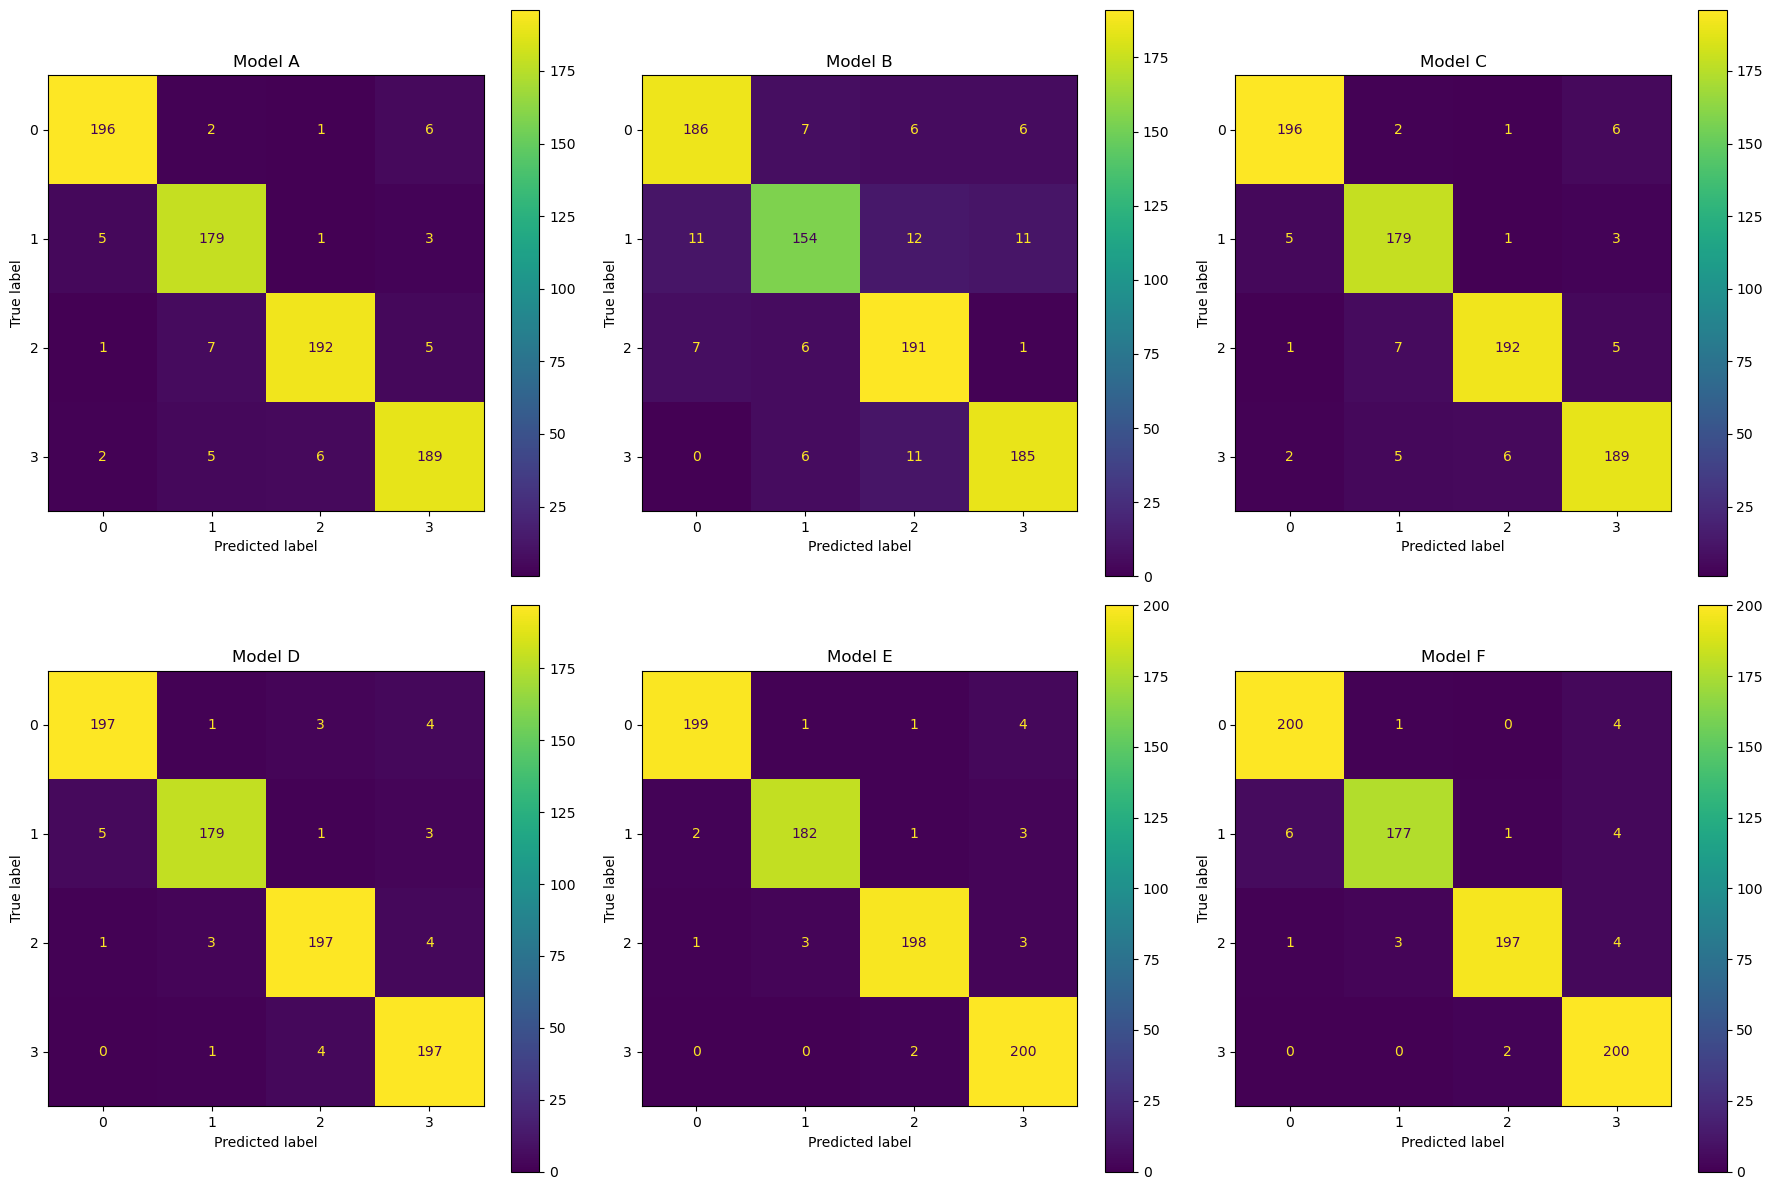 Model A
True label
0 196 2 1 6
1 5 179 1 3
2 1 7 192 5
3 2 5 6 189
0 1 2 3
Predicted label
175
150
125
100
75
50
25
Model B
True label
0 186 7 6 6
1 11 154 12 11
2 7 6 191 1
3 0 6 11 185
0 1 2 3
Predicted label
175
150
125
100
75
50
25
0
Model C
True label
0 196 2 1 6
1 5 179 1 3
2 1 7 192 5
3 2 5 6 189
0 1 2 3
Predicted label
175
150
125
100
75
50
25
Model D
True label
0 197 1 3 4
1 5 179 1 3
2 1 3 197 4
3 0 1 4 197
0 1 2 3
Predicted label
175
150
125
100
75
50
25
0
Model E
True label
0 199 1 1 4
1 2 182 1 3
2 1 3 198 3
3 0 0 2 200
0 1 2 3
Predicted label
200
175
150
125
100
75
50
25
0
Model F
True label
0 200 1 0 4
1 6 177 1 4
2 1 3 197 4
3 0 0 2 200
0 1 2 3
Predicted label
200
175
150
125
100
75
50
25
0